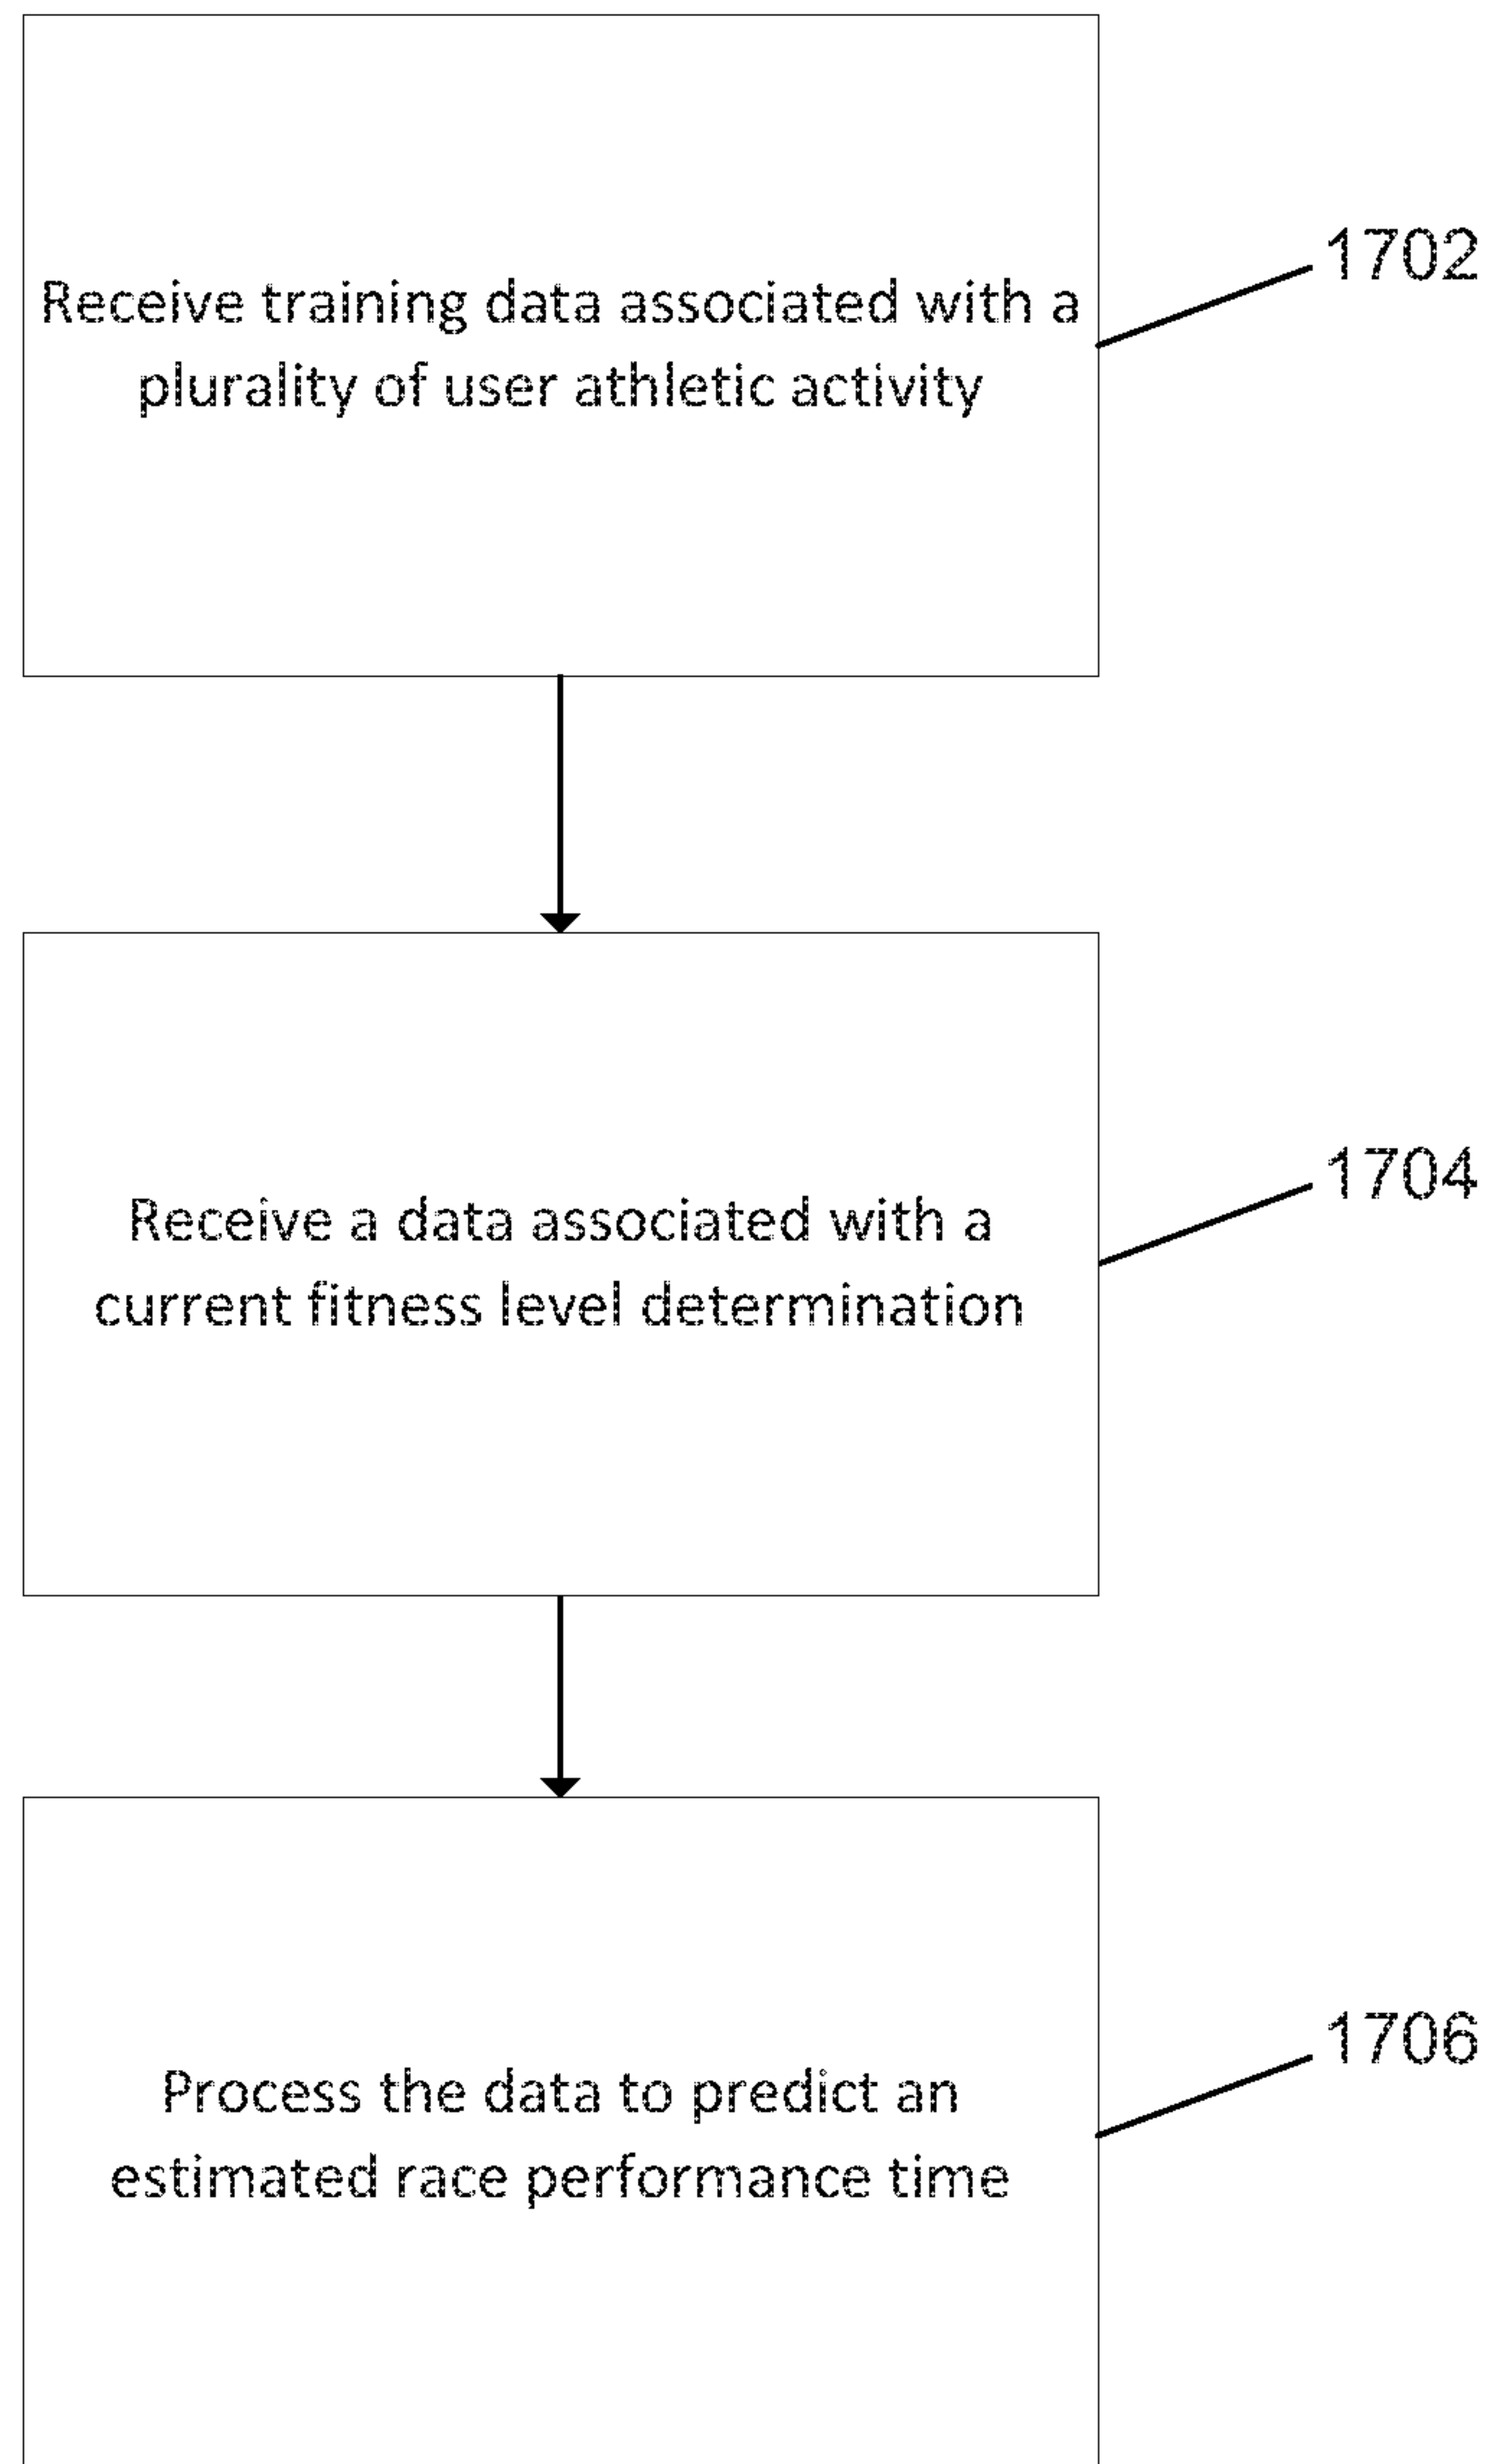 Receive training data associated with a
plurality of user athletic activity
1702
Receive a data associated with a
current fitness level determination
1704
Process the data to predict an
estimated race performance time
1706